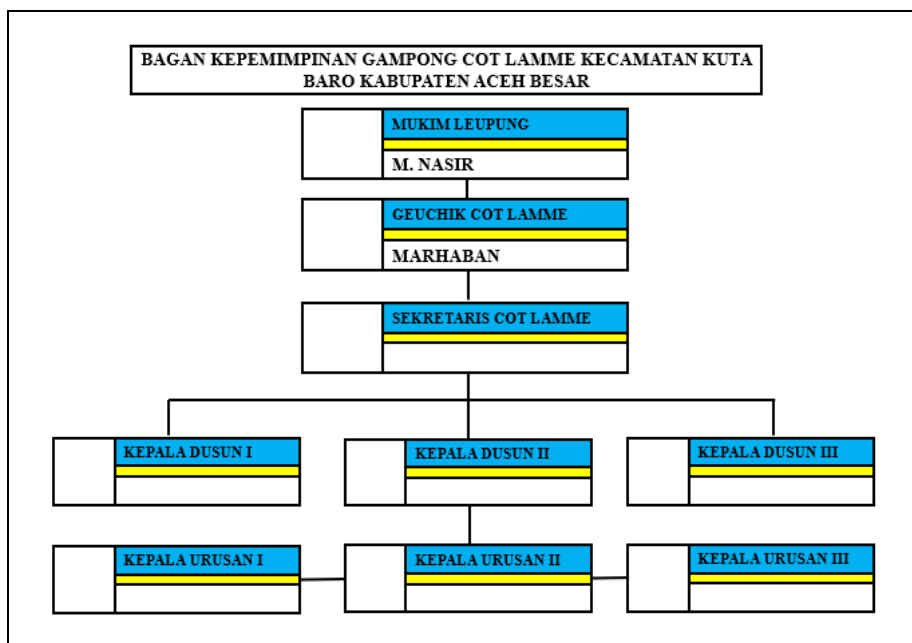 BAGAN KEPEMIMPINAN GAMPONG COT LAMME KECAMATAN KUTA
BARO KABUPATEN ACEH BESAR
MUKIM LEUPUNG
M. NASIR
GEUCHIK COT LAMME
MARHABAN
SEKRETARIS COT LAMME
KEPALA DUSUN I
KEPALA DUSUN II
KEPALA DUSUN III
KEPALA URUSAN I
KEPALA URUSAN II
KEPALA URUSAN III